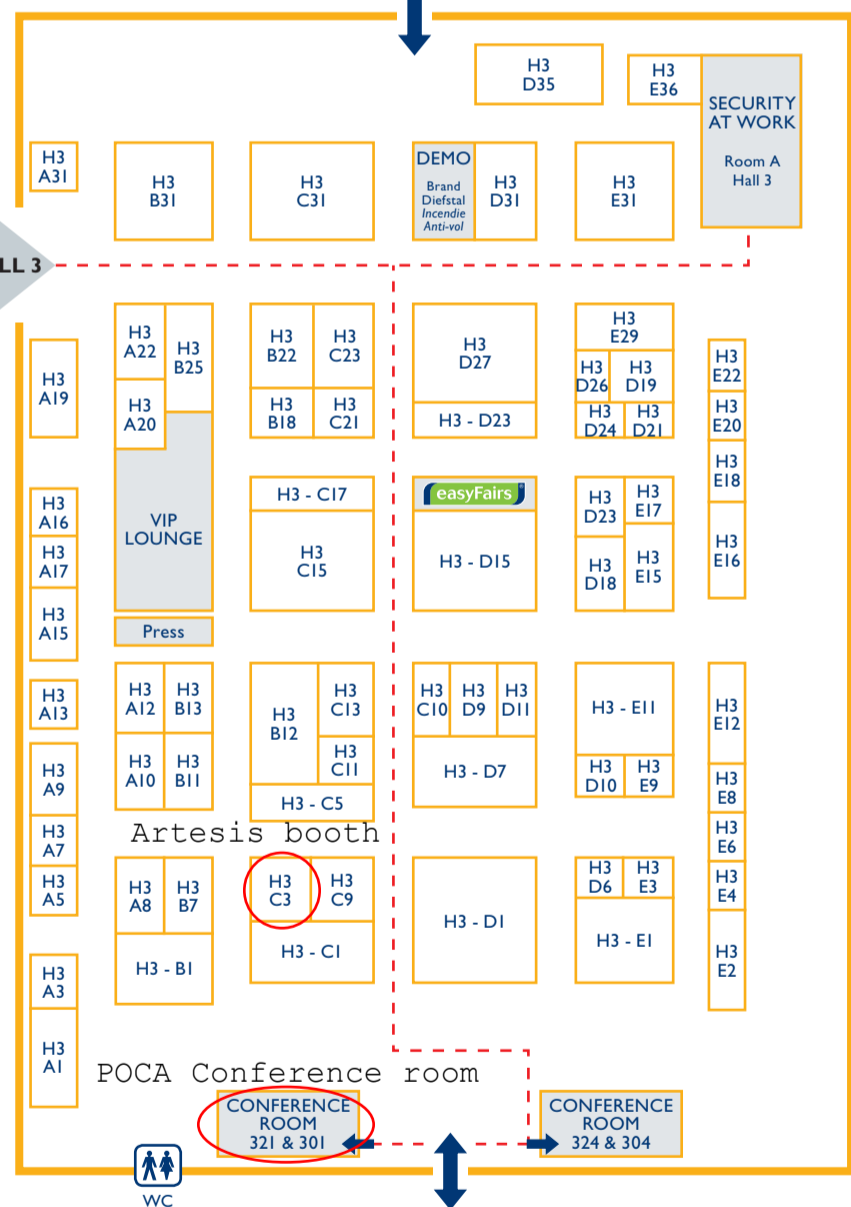 H3
D35
H3
E36
SECURITY
AT WORK
Room A
Hall 3
H3
A31
H3
B31
H3
C31
DEMO
Brand
Diefstal
Incendie
Anti-vol
H3
D31
H3
E31
LL 3
H3
A22
H3
B25
H3
B22
H3
C23
H3
D27
H3
E29
H3
D26
H3
D19
H3
E22
H3
A19
H3
A20
H3
B18
H3
C21
H3 - D23
H3
D24
H3
D21
H3
E20
H3
E18
H3
A16
VIP
LOUNGE
H3 - C17
easyFairs
H3
D23
H3
E17
H3
A17
H3
C15
H3 - D15
H3
D18
H3
E15
H3
E16
H3
A15
Press
H3
A13
H3
A12
H3
B13
H3
B12
H3
C13
H3
C10
H3
D9
H3
D11
H3 - E11
H3
E12
H3
A9
H3
A10
H3
B11
H3
C11
H3 - D7
H3
D10
H3
E9
H3
E8
H3 - C5
H3
A7
Artesis booth
H3
E6
H3
A5
H3
A8
H3
B7
H3
C3
H3
C9
H3 - D1
H3
D6
H3
E3
H3
E4
H3 - B1
H3 - C1
H3 - E1
H3
E2
H3
A3
H3
A1
POCA Conference room
CONFERENCE
ROOM
321 & 301
CONFERENCE
ROOM
324 & 304
WC